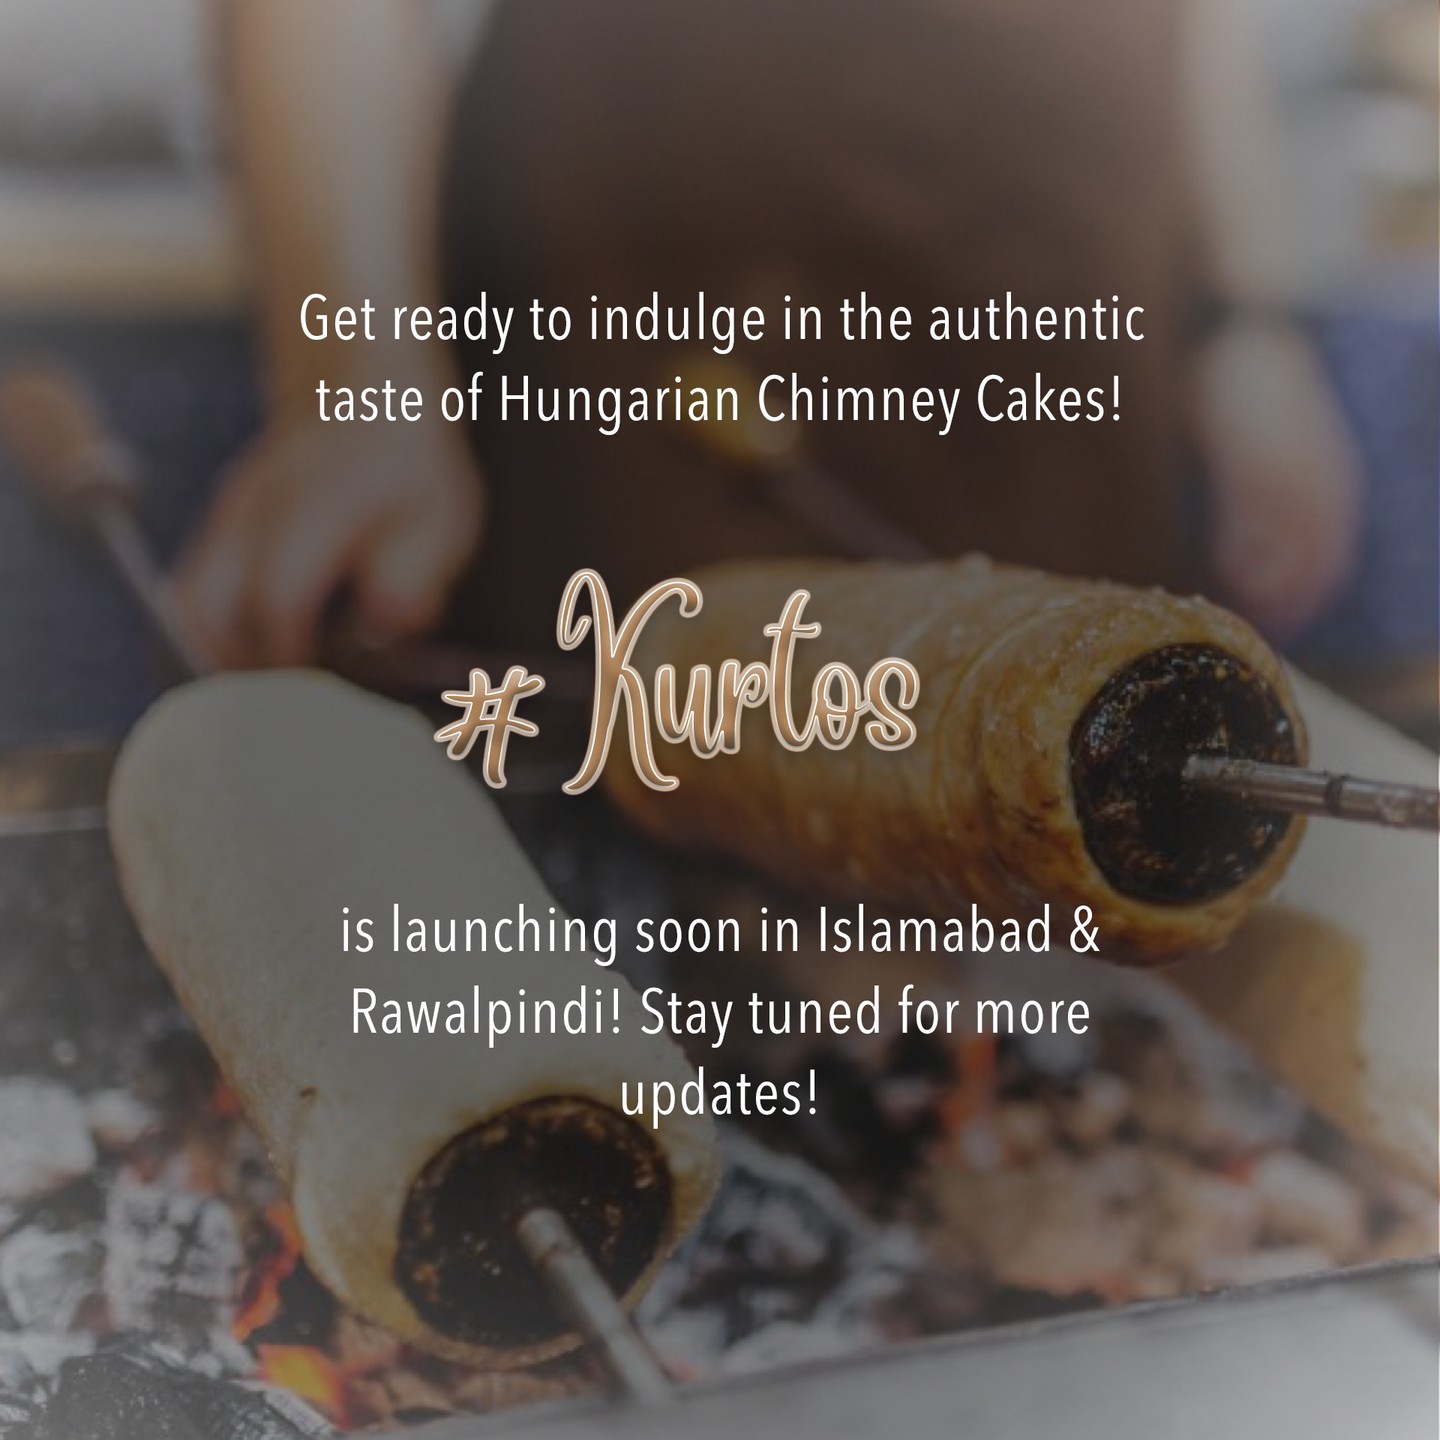 Get ready to indulge in the authentic
taste of Hungarian Chimney Cakes!
# Kurtos
is launching soon in Islamabad &
Rawalpindi! Stay tuned for more
updates!